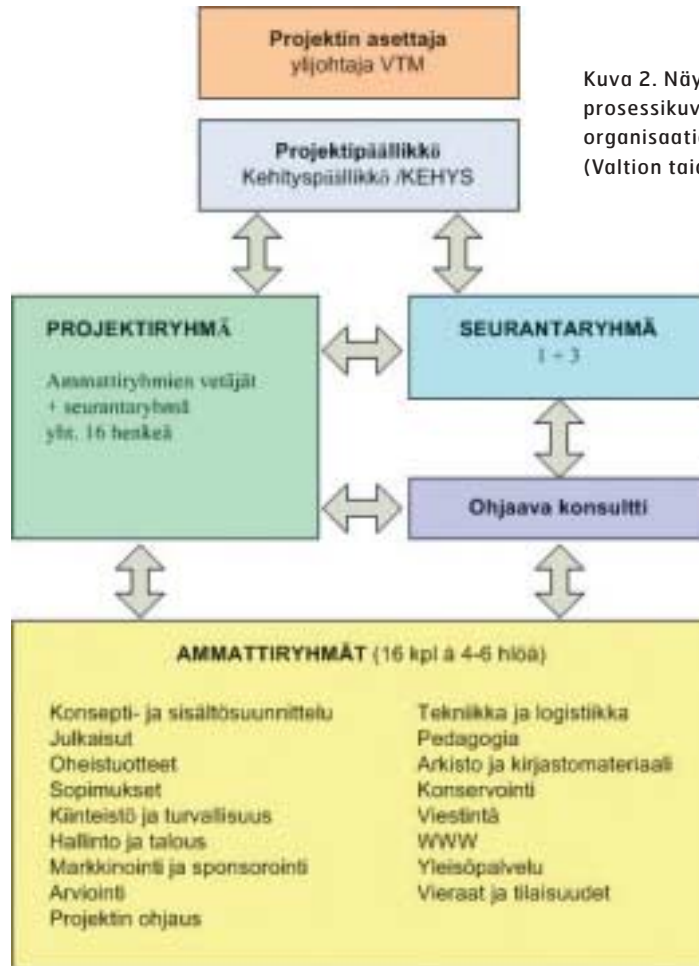 Projektin asettaja
ylijohtaja VTM
Kuva 2.
prosessikuv
organisaati
(Valtion
Projektipäällikkö
Kehityspäällikkö /KEHYS
PROJEKTIRYHMÄ
Ammattiryhmien vetäjät
+ seurantaryhmä
yht. 16 henkeä
SEURANTARYHMÄ
1 + 3
Ohjaava konsultti
AMMATTIRYHMÄT (16 kpl á 4-6 hlöä)
Konsepti- ja sisältösuunnittelu
Julkaisut
Oheistuotteet
Sopimukset
Kiinteistö ja turvallisuus
Hallinto ja talous
Markkinointi ja sponsorointi
Arviointi
Projektin ohjaus
Tekniikka ja logistiikka
Pedagogia
Arkisto ja kirjastomateriaali
Konservointi
Viestintä
WWW
Yleisöpalvelu
Vieraat ja tilaisuudet